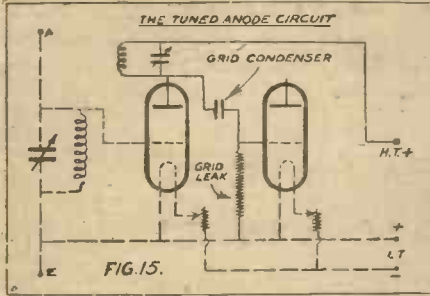 THE TUNED ANODE CIRCUIT
A
GRID CONDENSER
H.T.+
GRID
LEAK
+
L.T
−
E
FIG.15.